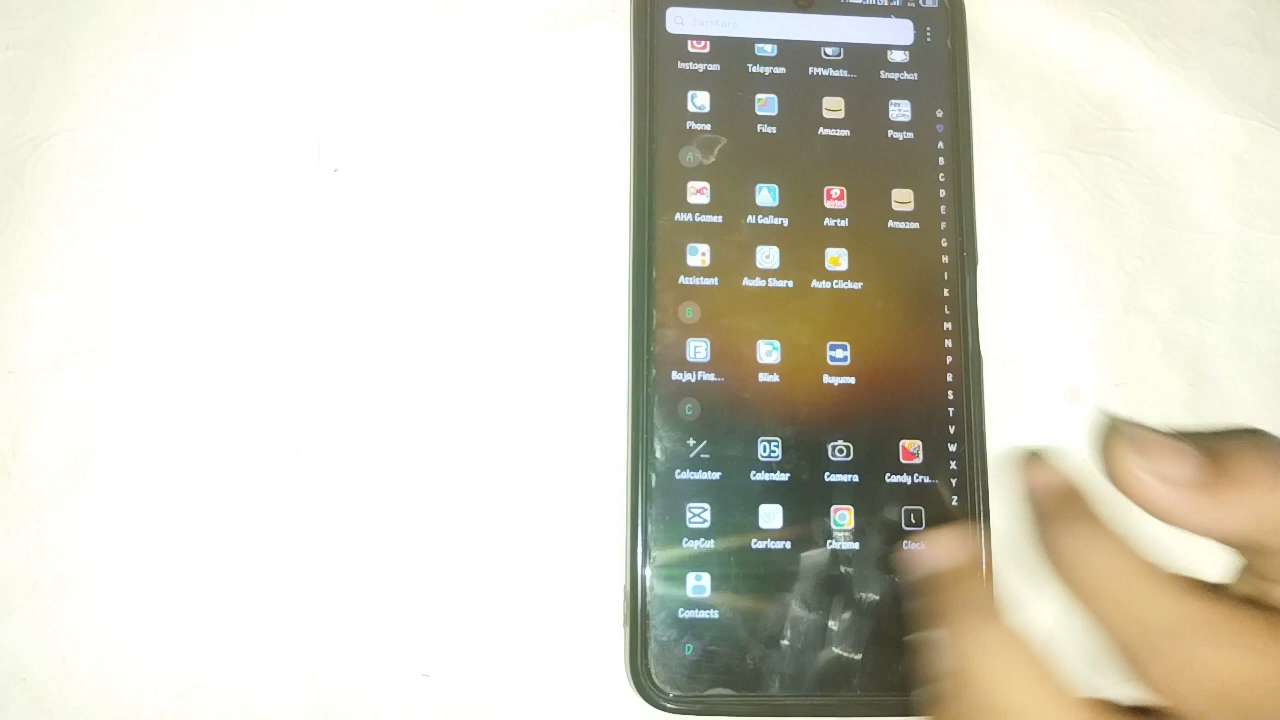 EarnKaro
Instagram Telegram FMWhats... Snapchat
Phone Files Amazon Paytm
A
AHA Games AI Gallery Airtel Amazon
Assistant Audio Share Auto Clicker
B
Bajaj Fins... Blink Buyume
C
05
Calculator Calendar Camera Candy Cru...
CapCut Carlcare Chrome Clock
Contacts
D
A
B
C
D
E
F
G
H
I
K
L
M
N
P
R
S
T
V
W
X
Y
Z